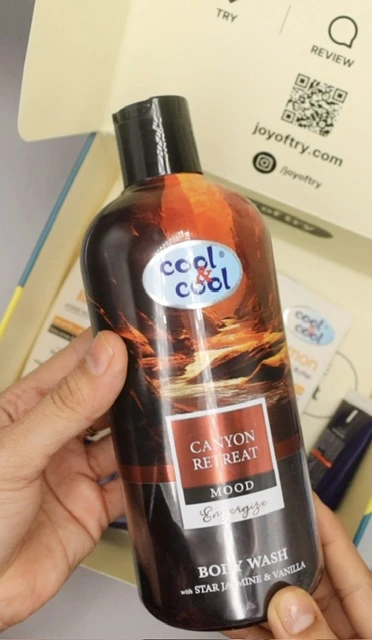 TRY
REVIEW
joyoftry.com
/joyoftry
cool®
&
cool
CANYON
RETREAT
MOOD
Energize
BODY WASH
with STAR JASMINE & VANILLA
cool
&
cool